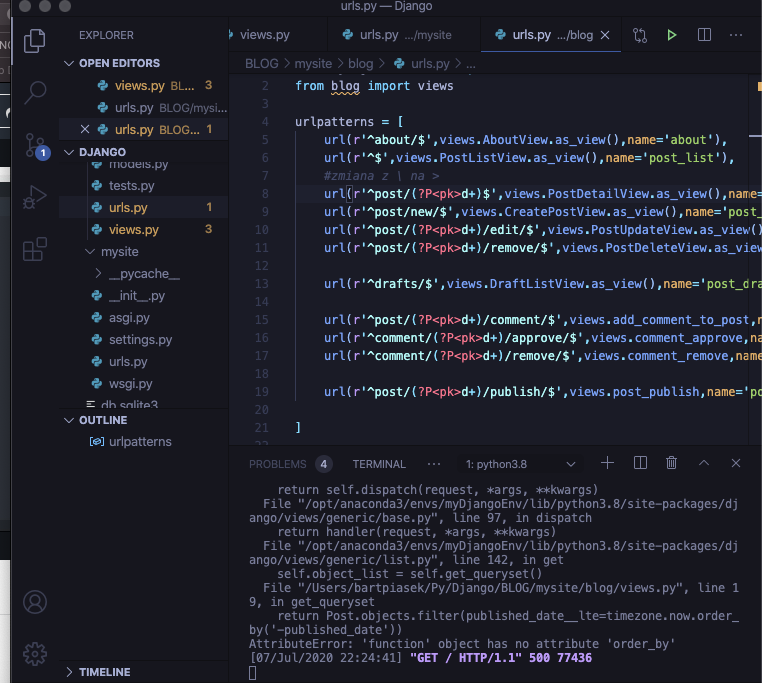 urls.py — Django
EXPLORER
views.py
urls.py .../mysite
urls.py .../blog
BLOG > mysite > blog > urls.py > ...
OPEN EDITORS
views.py BL... 3
urls.py BLOG/mysi...
urls.py BLOG... 1
DJANGO
models.py
tests.py
urls.py 1
views.py 3
mysite
__pycache__
__init__.py
asgi.py
settings.py
urls.py
wsgi.py
db.sqlite3
OUTLINE
urlpatterns
TIMELINE
1
2 from blog import views
3
4 urlpatterns = [
5 url(r'^about/$',views.AboutView.as_view(),name='about'),
6 url(r'^$',views.PostListView.as_view(),name='post_list'),
7 #zmiana z \ na >
8 url(r'^post/(?P<pk>d+)$',views.PostDetailView.as_view(),name=
9 url(r'^post/new/$',views.CreatePostView.as_view(),name='post_
10 url(r'^post/(?P<pk>d+)/edit/$',views.PostUpdateView.as_view()
11 url(r'^post/(?P<pk>d+)/remove/$',views.PostDeleteView.as_view
12
13 url(r'^drafts/$',views.DraftListView.as_view(),name='post_dra
14
15 url(r'^post/(?P<pk>d+)/comment/$',views.add_comment_to_post,n
16 url(r'^comment/(?P<pk>d+)/approve/$',views.comment_approve,na
17 url(r'^comment/(?P<pk>d+)/remove/$',views.comment_remove,name
18
19 url(r'^post/(?P<pk>d+)/publish/$',views.post_publish,name='po
20
21 ]
22
PROBLEMS 4 TERMINAL ... 1: python3.8
return self.dispatch(request, *args, **kwargs)
File "/opt/anaconda3/envs/myDjangoEnv/lib/python3.8/site-packages/dj
ango/views/generic/base.py", line 97, in dispatch
return handler(request, *args, **kwargs)
File "/opt/anaconda3/envs/myDjangoEnv/lib/python3.8/site-packages/dj
ango/views/generic/list.py", line 142, in get
self.object_list = self.get_queryset()
File "/Users/bartpiasek/Py/Django/BLOG/mysite/blog/views.py", line 1
9, in get_queryset
return Post.objects.filter(published_date__lte=timezone.now.order_
by('-published_date'))
AttributeError: 'function' object has no attribute 'order_by'
[07/Jul/2020 22:24:41] "GET / HTTP/1.1" 500 77436